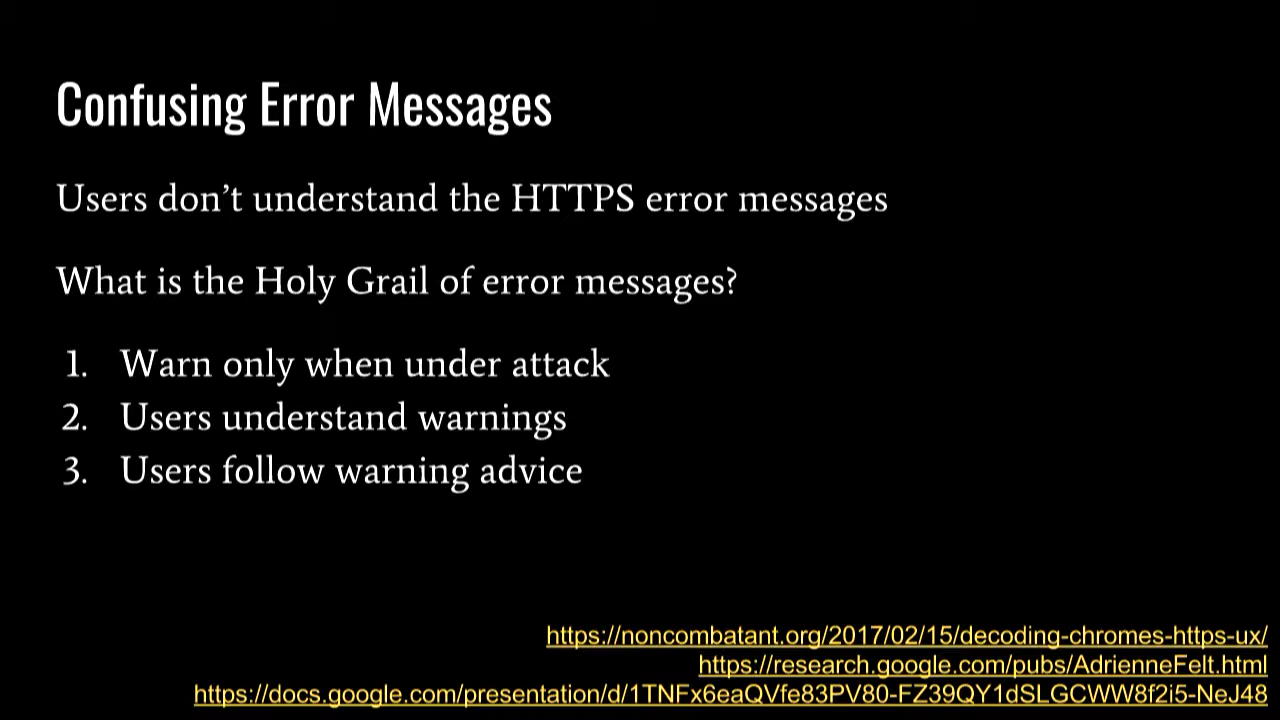 Confusing Error Messages
Users don’t understand the HTTPS error messages
What is the Holy Grail of error messages?
1. Warn only when under attack
2. Users understand warnings
3. Users follow warning advice
https://noncombatant.org/2017/02/15/decoding-chromes-https-ux/
https://research.google.com/pubs/AdrienneFelt.html
https://docs.google.com/presentation/d/1TNFx6eaQVfe83PV80-FZ39QY1dSLGCWW8f2i5-NeJ48